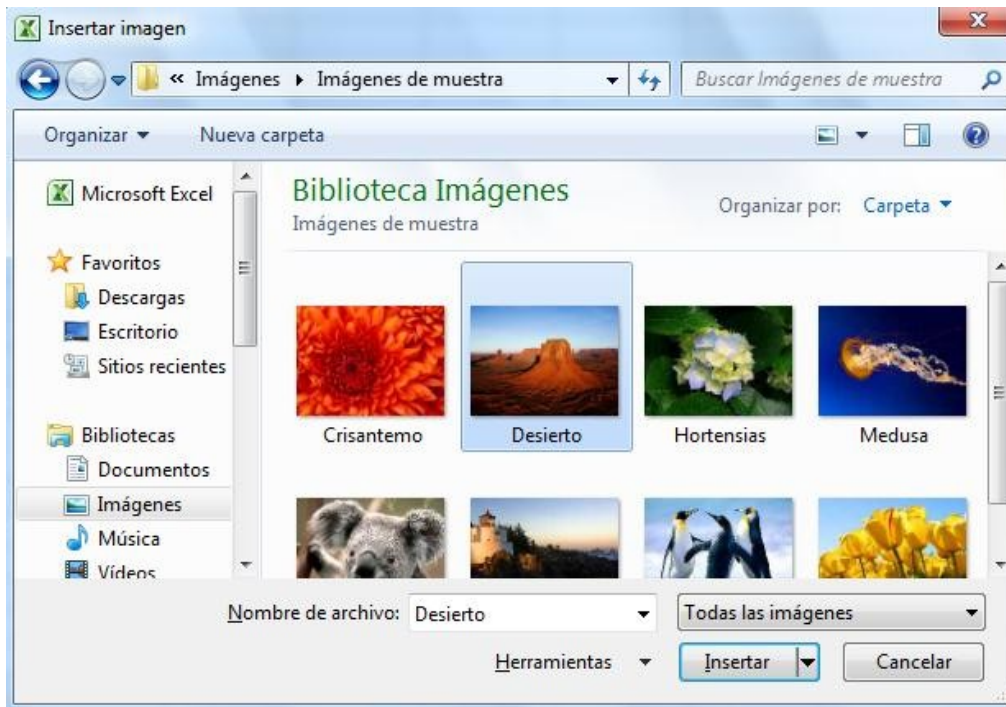 Insertar imagen
« Imágenes Imágenes de muestra
Buscar Imágenes de muestra
Organizar Nueva carpeta
Microsoft Excel
Favoritos
Descargas
Escritorio
Sitios recientes
Bibliotecas
Documentos
Imágenes
Música
Vídeos
Biblioteca Imágenes
Imágenes de muestra
Organizar por: Carpeta
Crisantemo Desierto Hortensias Medusa
Nombre de archivo: Desierto Todas las imágenes
Herramientas Insertar Cancelar